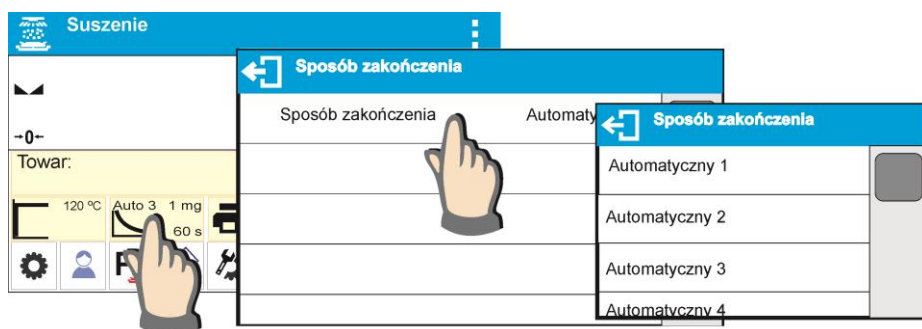 Suszenie
→0←
Towar:
120 ºC
Auto 3 1 mg
60 s
Sposób zakończenia
Sposób zakończenia Automaty
Sposób zakończenia
Automatyczny 1
Automatyczny 2
Automatyczny 3
Automatyczny 4